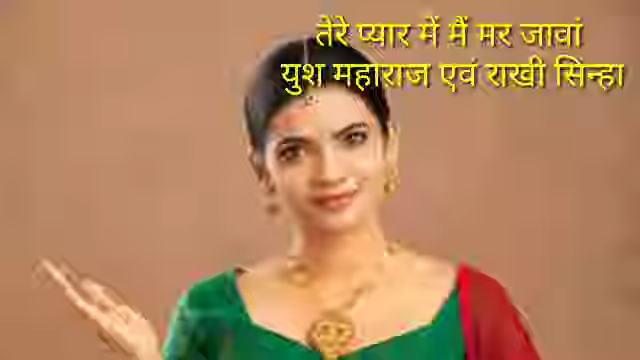 तेरे प्यार में मैं मर जावां
युश महाराज एवं राखी सिन्हा